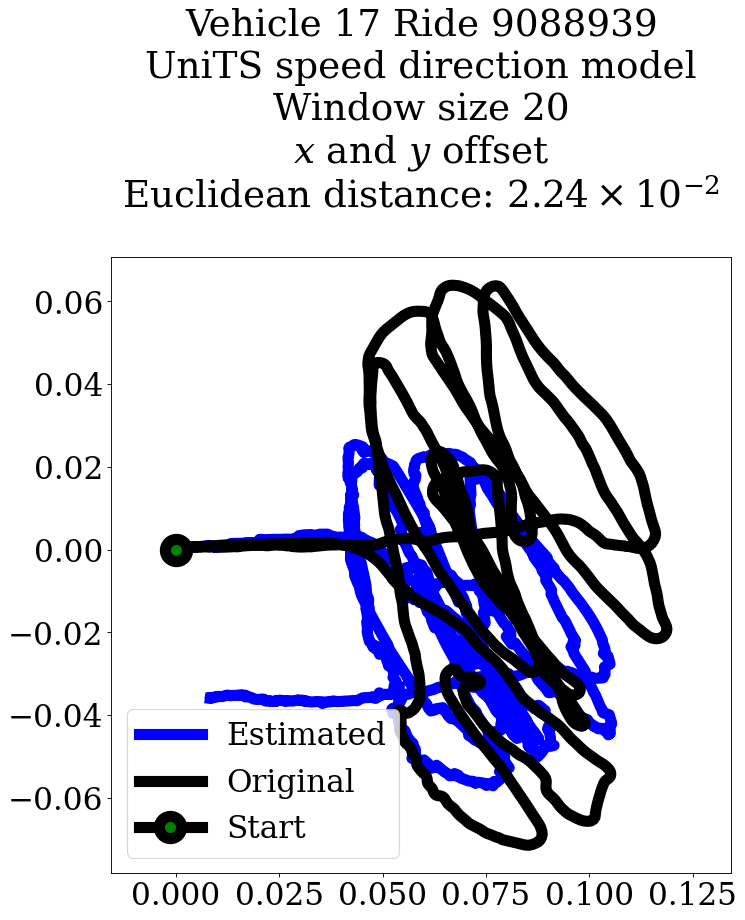 Vehicle 17 Ride 9088939
UniTS speed direction model
Window size 20
x and y offset
Euclidean distance: 2.24 × 10⁻²
0.06
0.04
0.02
0.00
−0.02
−0.04
−0.06
Estimated
Original
Start
0.000 0.025 0.050 0.075 0.100 0.125